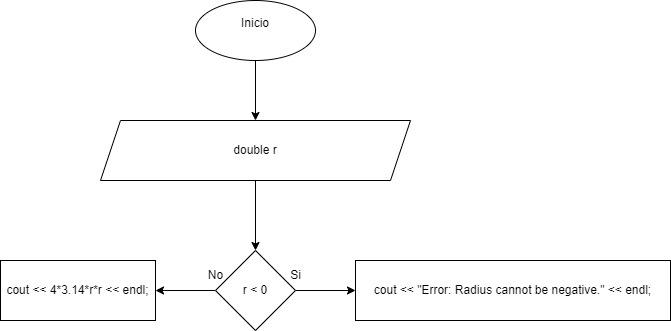 Inicio
double r
No
Si
cout << 4*3.14*r*r << endl;
r < 0
cout << "Error: Radius cannot be negative." << endl;